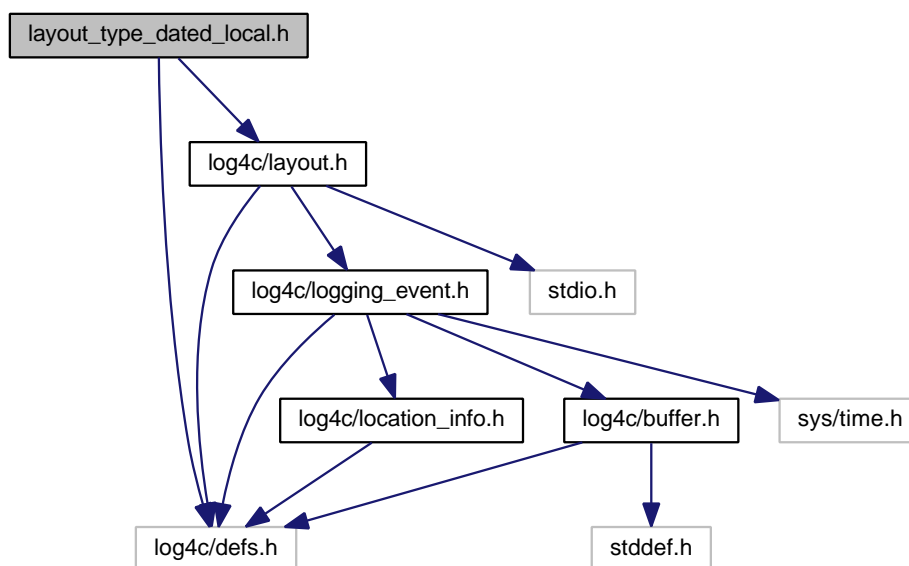 layout_type_dated_local.h
log4c/layout.h
log4c/logging_event.h
stdio.h
log4c/location_info.h
log4c/buffer.h
sys/time.h
log4c/defs.h
stddef.h